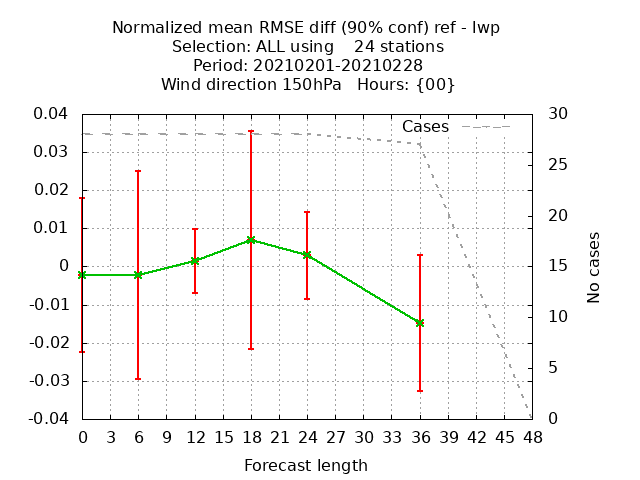 Normalized mean RMSE diff (90% conf) ref - lwp
Selection: ALL using    24 stations
Period: 20210201-20210228
Wind direction 150hPa   Hours: {00}
Cases
0.04
0.03
0.02
0.01
0
-0.01
-0.02
-0.03
-0.04
30
25
20
15
10
5
0
No cases
0 3 6 9 12 15 18 21 24 27 30 33 36 39 42 45 48
Forecast length